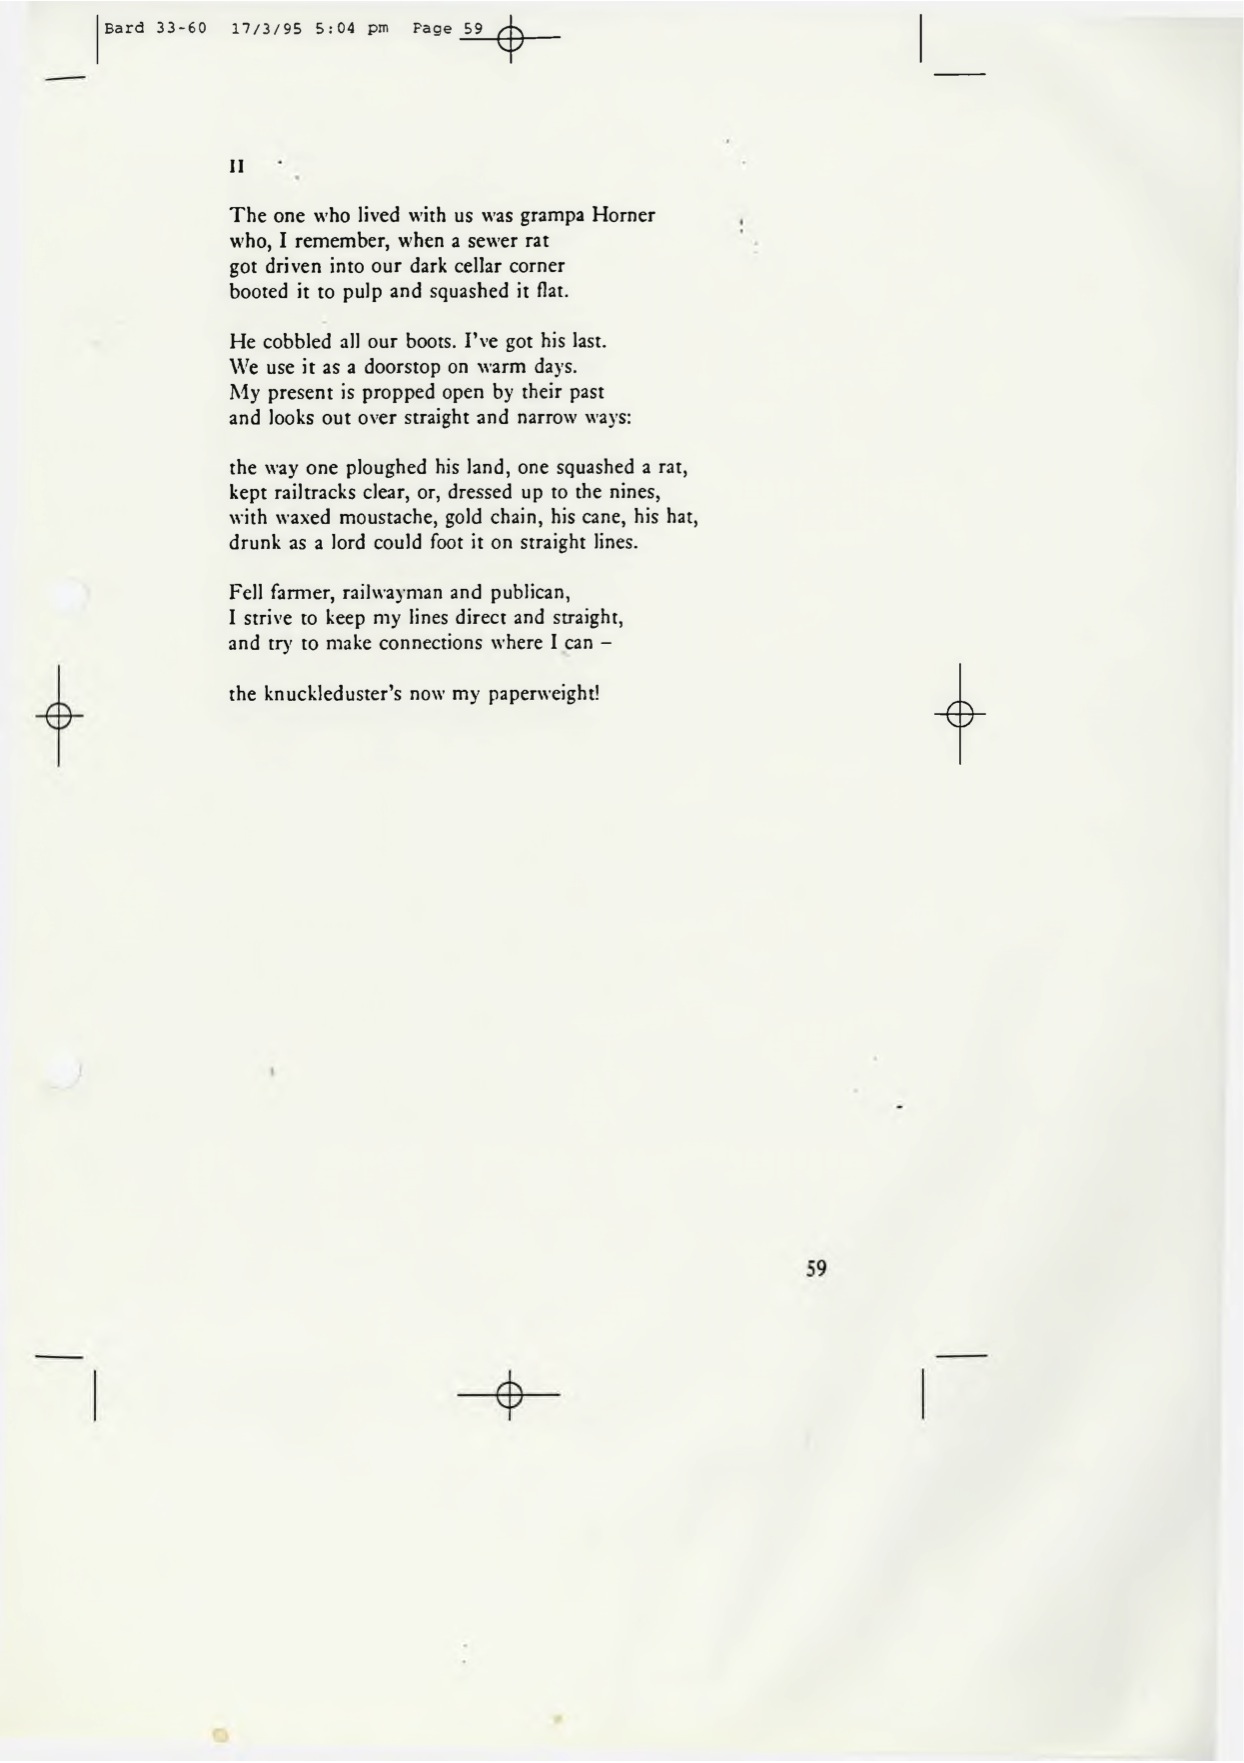 Bard 33-60 17/3/95 5:04 pm Page 59
II
The one who lived with us was grampa Horner
who, I remember, when a sewer rat
got driven into our dark cellar corner
booted it to pulp and squashed it flat.
He cobbled all our boots. I've got his last.
We use it as a doorstop on warm days.
My present is propped open by their past
and looks out over straight and narrow ways:
the way one ploughed his land, one squashed a rat,
kept railtracks clear, or, dressed up to the nines,
with waxed moustache, gold chain, his cane, his hat,
drunk as a lord could foot it on straight lines.
Fell farmer, railwayman and publican,
I strive to keep my lines direct and straight,
and try to make connections where I can –
the knuckleduster's now my paperweight!
59